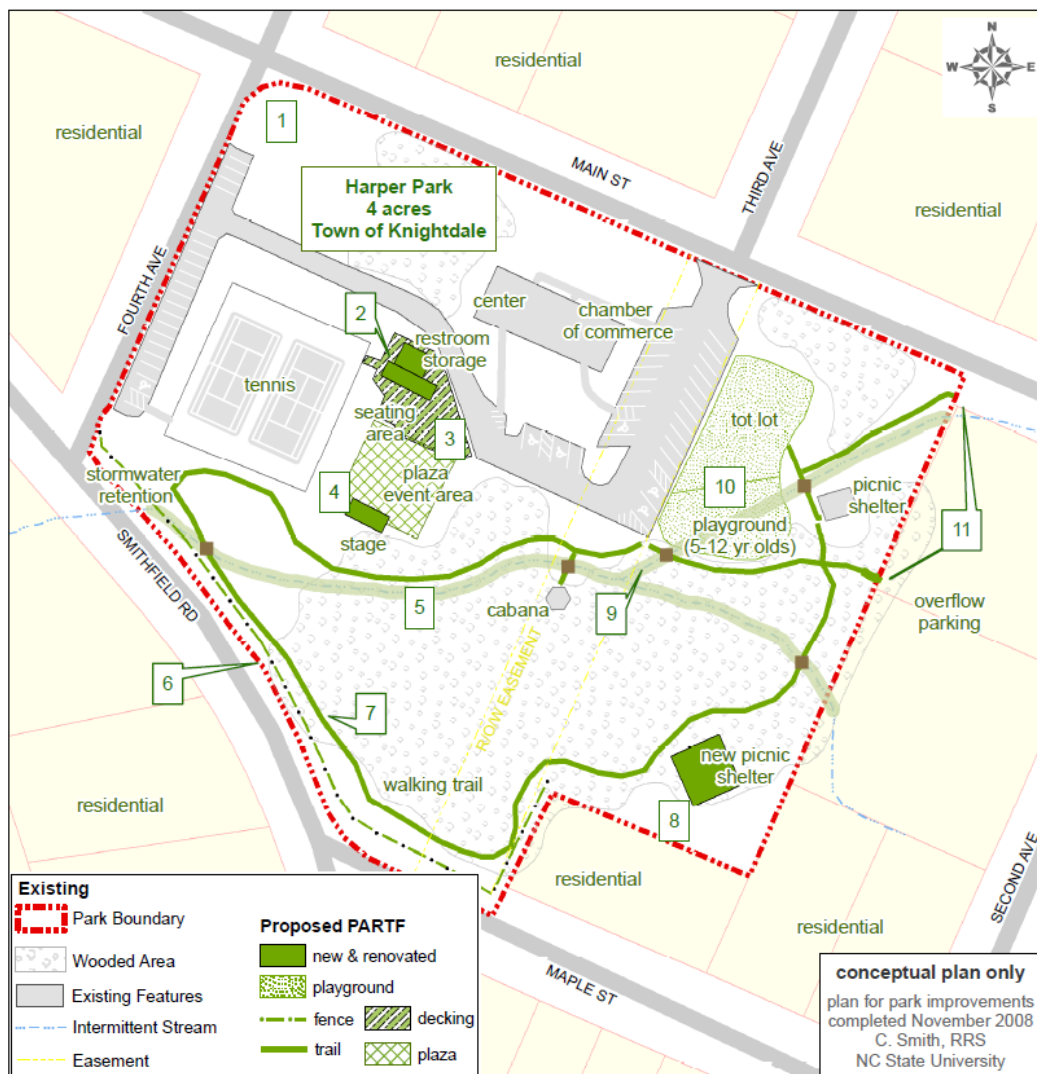 N
W E
S
residential
residential
1
MAIN ST
THIRD AVE
Harper Park
4 acres
Town of Knightdale
residential
FOURTH AVE
center
chamber
of commerce
2
restroom
storage
tennis
seating
area
3
tot lot
plaza
event area
stormwater
retention
4
10
picnic
shelter
stage
playground
(5-12 yr olds)
11
SMITHFIELD RD
5
cabana
9
overflow
parking
R/O/W EASEMENT
6
7
new picnic
shelter
walking trail
residential
8
residential
residential
SECOND AVE
MAPLE ST
Existing
Park Boundary
Wooded Area
Existing Features
Intermittent Stream
Easement
Proposed PARTF
new & renovated
playground
fence
decking
trail
plaza
conceptual plan only
plan for park improvements
completed November 2008
C. Smith, RRS
NC State University